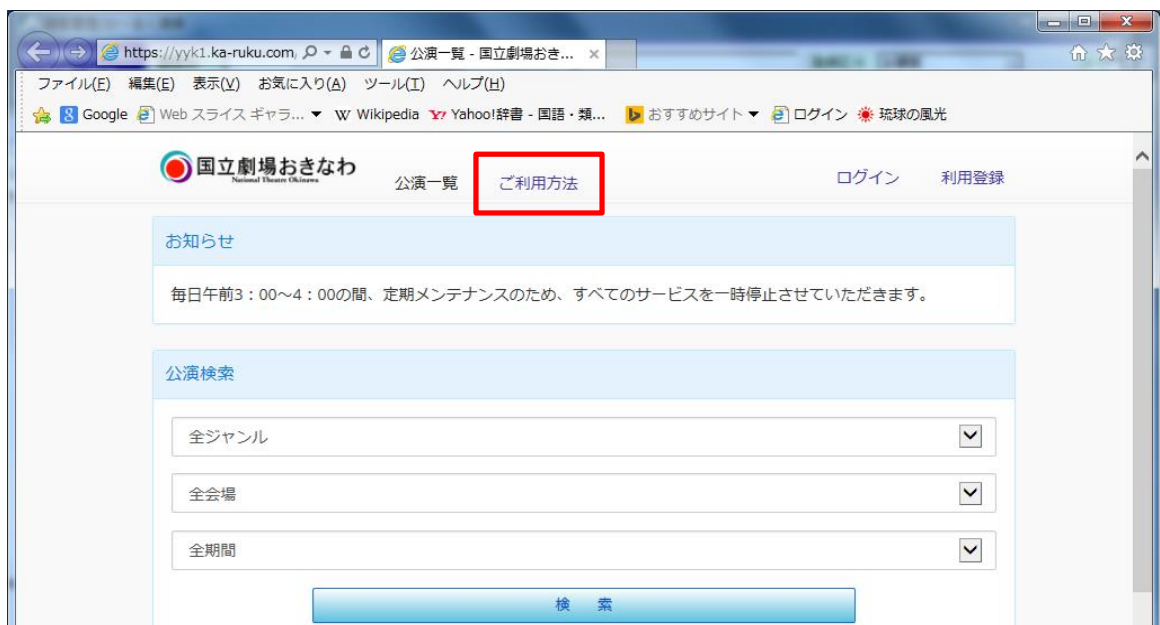 https://yyk1.ka-ruku.com/
公演一覧 - 国立劇場おき...
ファイル(F) 編集(E) 表示(V) お気に入り(A) ツール(T) ヘルプ(H)
Google Web スライス ギャラ... W Wikipedia Y! Yahoo!辞書 - 国語・類... おすすめサイト ログイン 琉球の風光
国立劇場おきなわ
National Theatre Okinawa
公演一覧 ご利用方法 ログイン 利用登録
お知らせ
毎日午前3：00～4：00の間、定期メンテナンスのため、すべてのサービスを一時停止させていただきます。
公演検索
全ジャンル
全会場
全期間
検 索